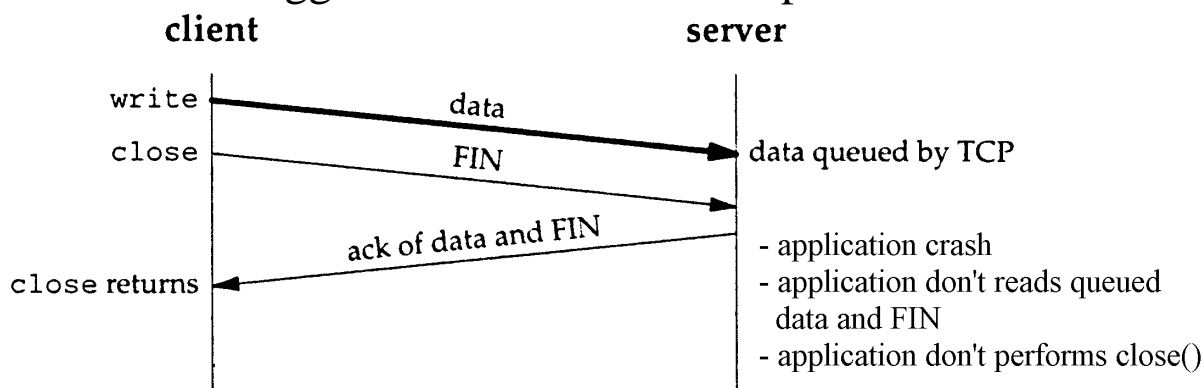 client server
write data
close FIN data queued by TCP
ack of data and FIN
- application crash
close returns - application don't reads queued
data and FIN
- application don't performs close()